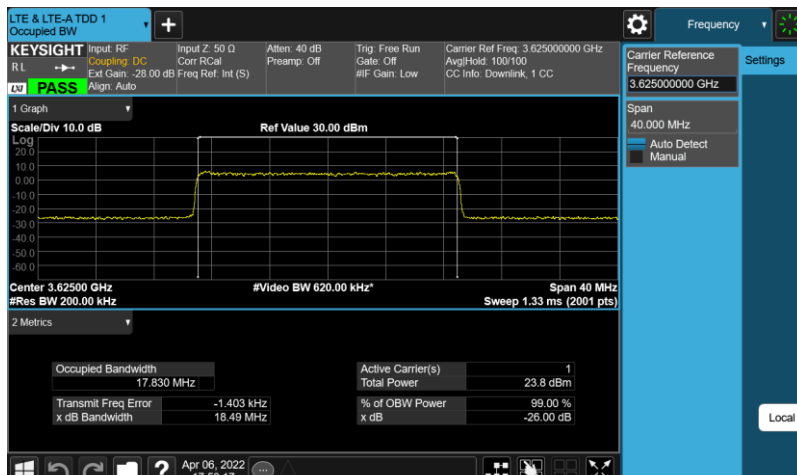 LTE & LTE-A TDD 1
Occupied BW
Frequency
KEYSIGHT
RL
LXI
PASS
Input: RF
Coupling: DC
Ext Gain: -28.00 dB
Align: Auto
Input Z: 50 Ω
Corr RCal
Freq Ref: Int (S)
Atten: 40 dB
Preamp: Off
Trig: Free Run
Gate: Off
#IF Gain: Low
Carrier Ref Freq: 3.625000000 GHz
Avg|Hold: 100/100
CC Info: Downlink, 1 CC
Carrier Reference
Frequency
3.625000000 GHz
Settings
Span
40.000 MHz
Auto Detect
Manual
1 Graph
Scale/Div 10.0 dB
Ref Value 30.00 dBm
Log
20.0
10.0
0.00
-10.0
-20.0
-30.0
-40.0
-50.0
-60.0
Center 3.62500 GHz
#Video BW 620.00 kHz*
Span 40 MHz
#Res BW 200.00 kHz
Sweep 1.33 ms (2001 pts)
2 Metrics
Occupied Bandwidth
17.830 MHz
Transmit Freq Error -1.403 kHz
x dB Bandwidth 18.49 MHz
Active Carrier(s) 1
Total Power 23.8 dBm
% of OBW Power 99.00 %
x dB -26.00 dB
Local
?
Apr 06, 2022